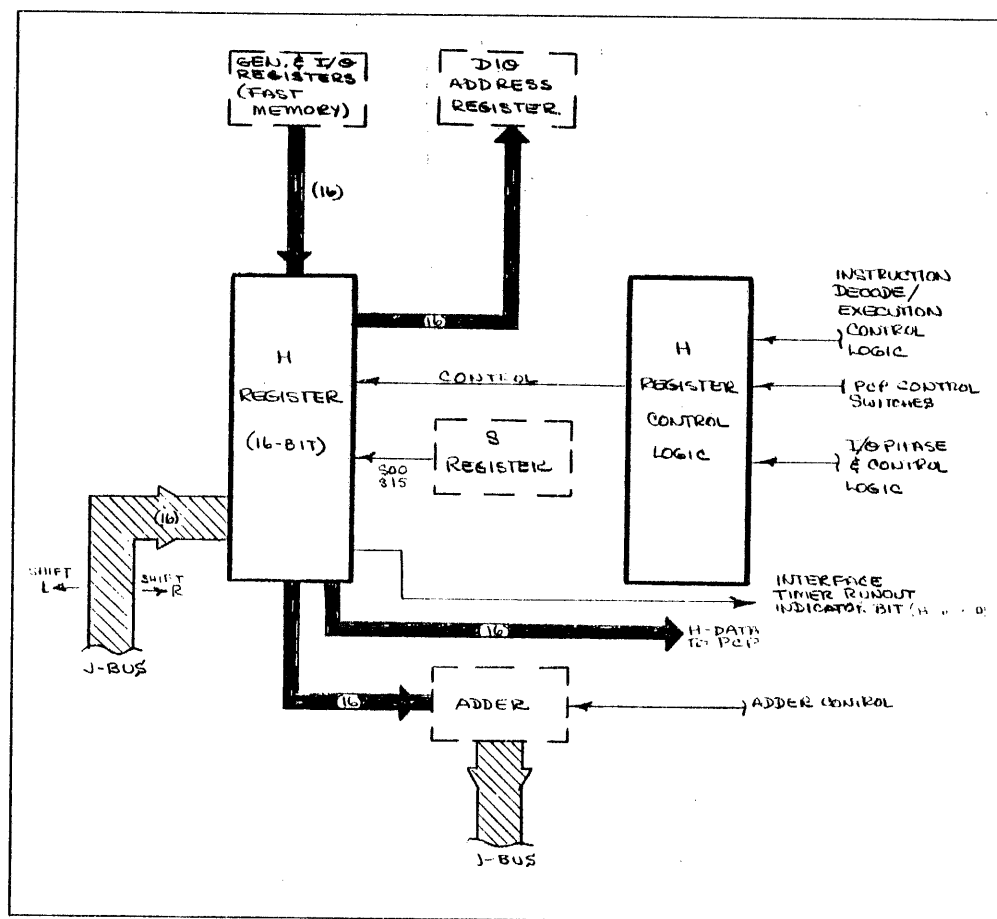 GEN. & I/O
REGISTERS
(FAST
MEMORY)
DIO
ADDRESS
REGISTER.
(16)
H
REGISTER
(16-BIT)
16
CONTROL
S
REGISTER
S00
S15
H
REGISTER
CONTROL
LOGIC
INSTRUCTION
DECODE/
EXECUTION
CONTROL
LOGIC
PCP CONTROL
SWITCHES
I/O PHASE
& CONTROL
LOGIC
(16)
SHIFT
L
SHIFT
R
J-BUS
INTERFACE
TIMER RUNOUT
INDICATOR BIT
16
H-DATA
TO PCP
16
ADDER
ADDER CONTROL
J-BUS